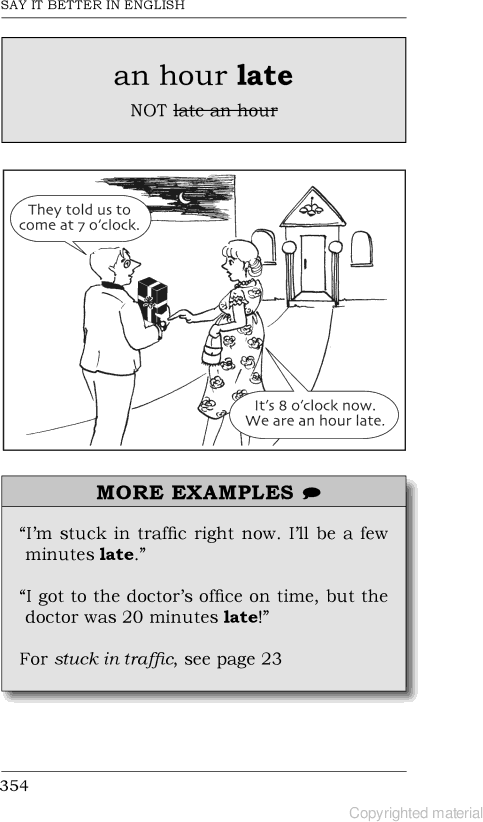 SAY IT BETTER IN ENGLISH
an hour late
NOT late an hour
They told us to
come at 7 o’clock.
It’s 8 o’clock now.
We are an hour late.
MORE EXAMPLES
“I’m stuck in traffic right now. I’ll be a few
minutes late.”
“I got to the doctor’s office on time, but the
doctor was 20 minutes late!”
For stuck in traffic, see page 23
354
Copyrighted material